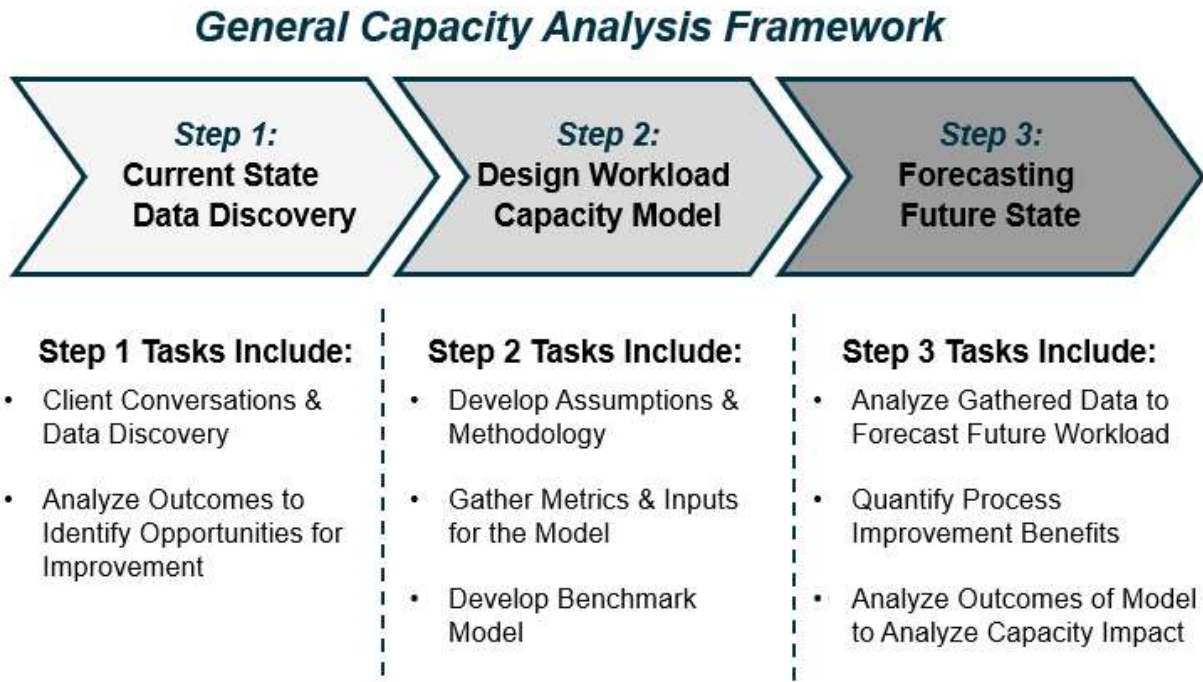 General Capacity Analysis Framework
Step 1:
Current State
Data Discovery
Step 2:
Design Workload
Capacity Model
Step 3:
Forecasting
Future State
Step 1 Tasks Include:
• Client Conversations &
Data Discovery
• Analyze Outcomes to
Identify Opportunities for
Improvement
Step 2 Tasks Include:
• Develop Assumptions &
Methodology
• Gather Metrics & Inputs
for the Model
• Develop Benchmark
Model
Step 3 Tasks Include:
• Analyze Gathered Data to
Forecast Future Workload
• Quantify Process
Improvement Benefits
• Analyze Outcomes of Model
to Analyze Capacity Impact